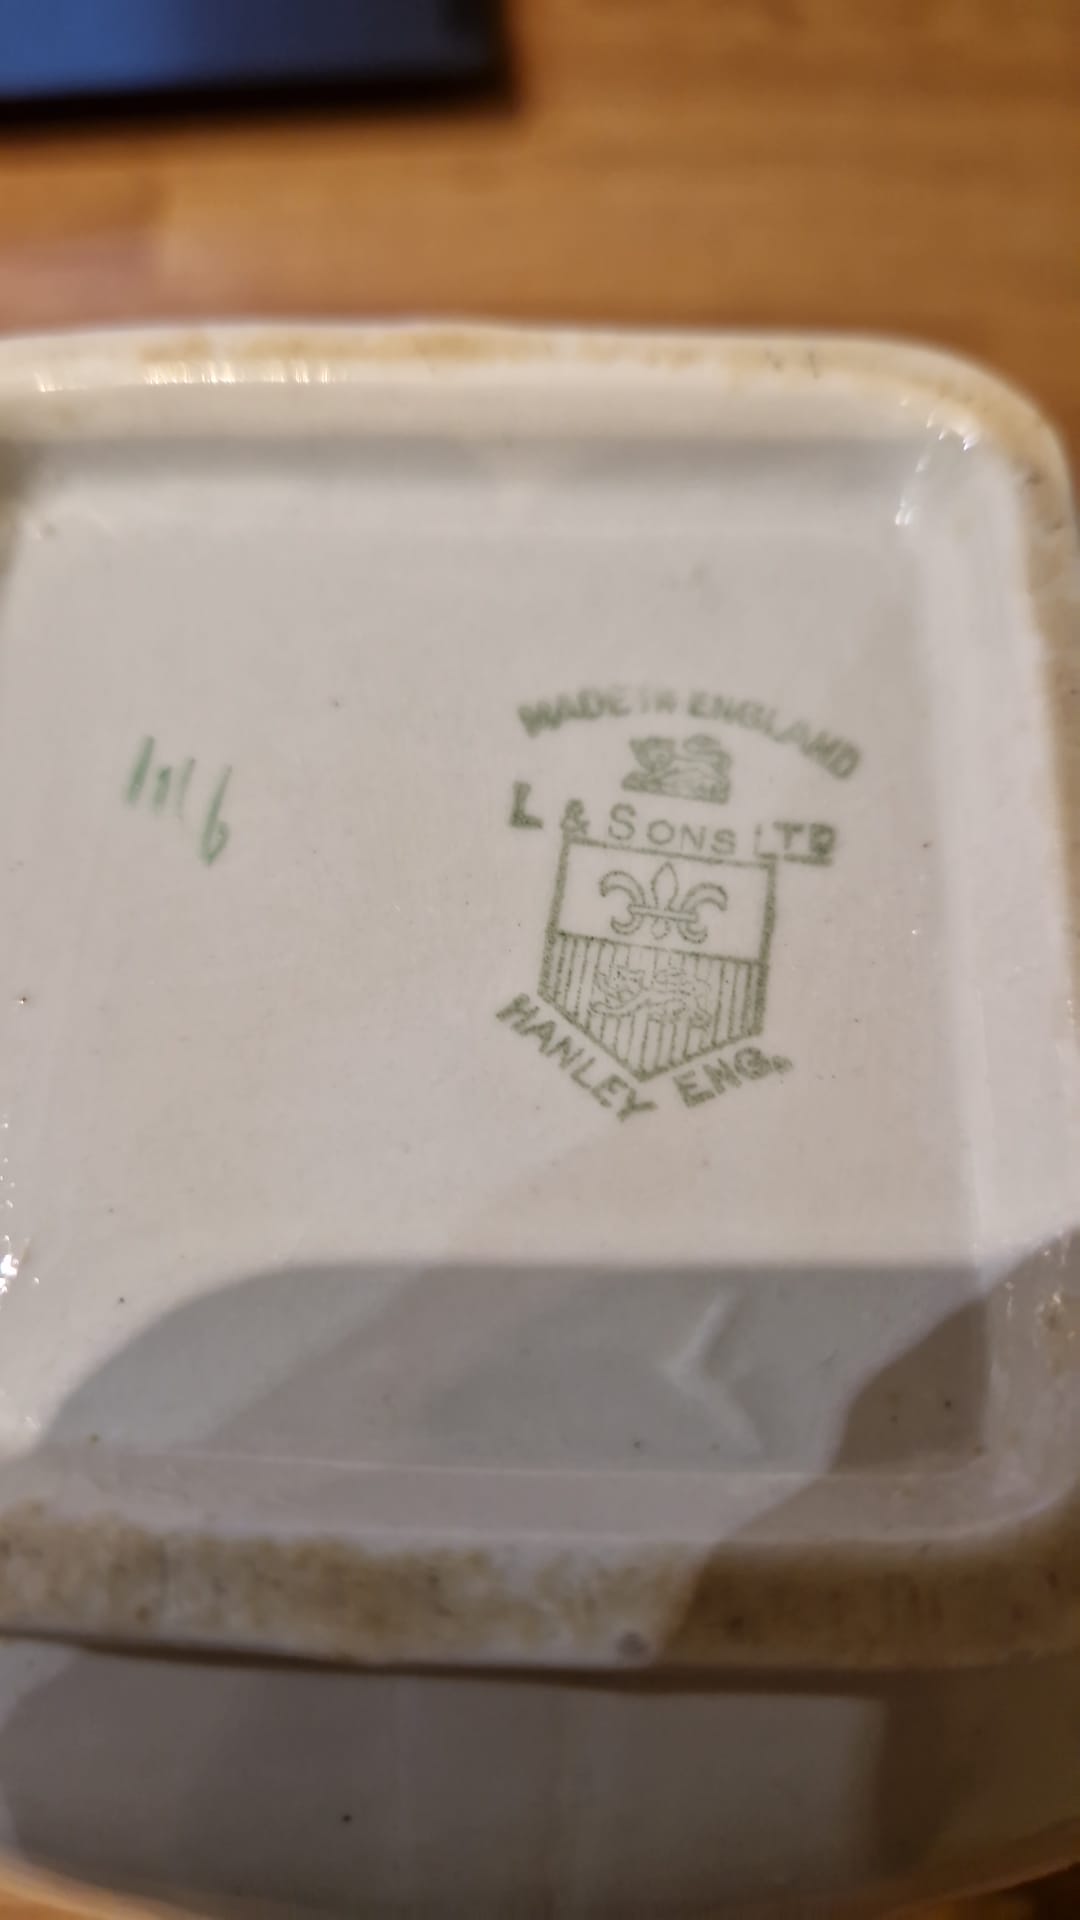 MADE IN ENGLAND
L & SONS LTD
HANLEY ENG.